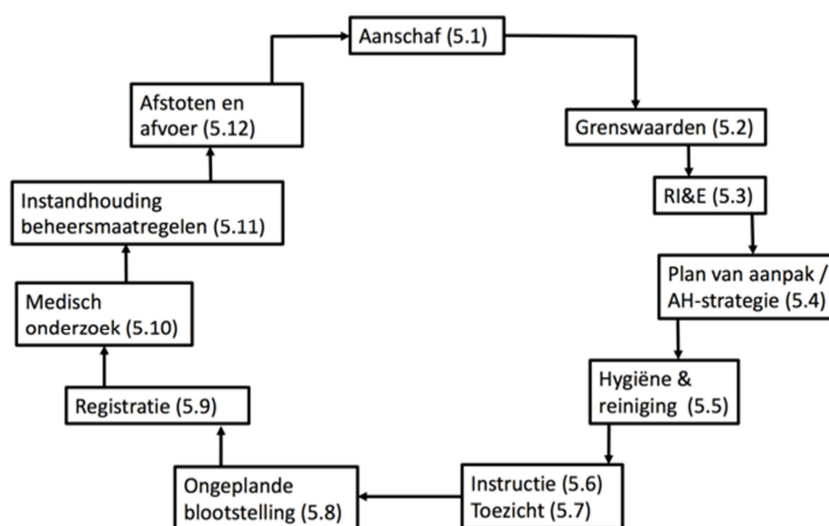 Aanschaf (5.1)
Grenswaarden (5.2)
RI&E (5.3)
Plan van aanpak /
AH-strategie (5.4)
Hygiëne &
reiniging (5.5)
Instructie (5.6)
Toezicht (5.7)
Ongeplande
blootstelling (5.8)
Registratie (5.9)
Medisch
onderzoek (5.10)
Instandhouding
beheersmaatregelen (5.11)
Afstoten en
afvoer (5.12)